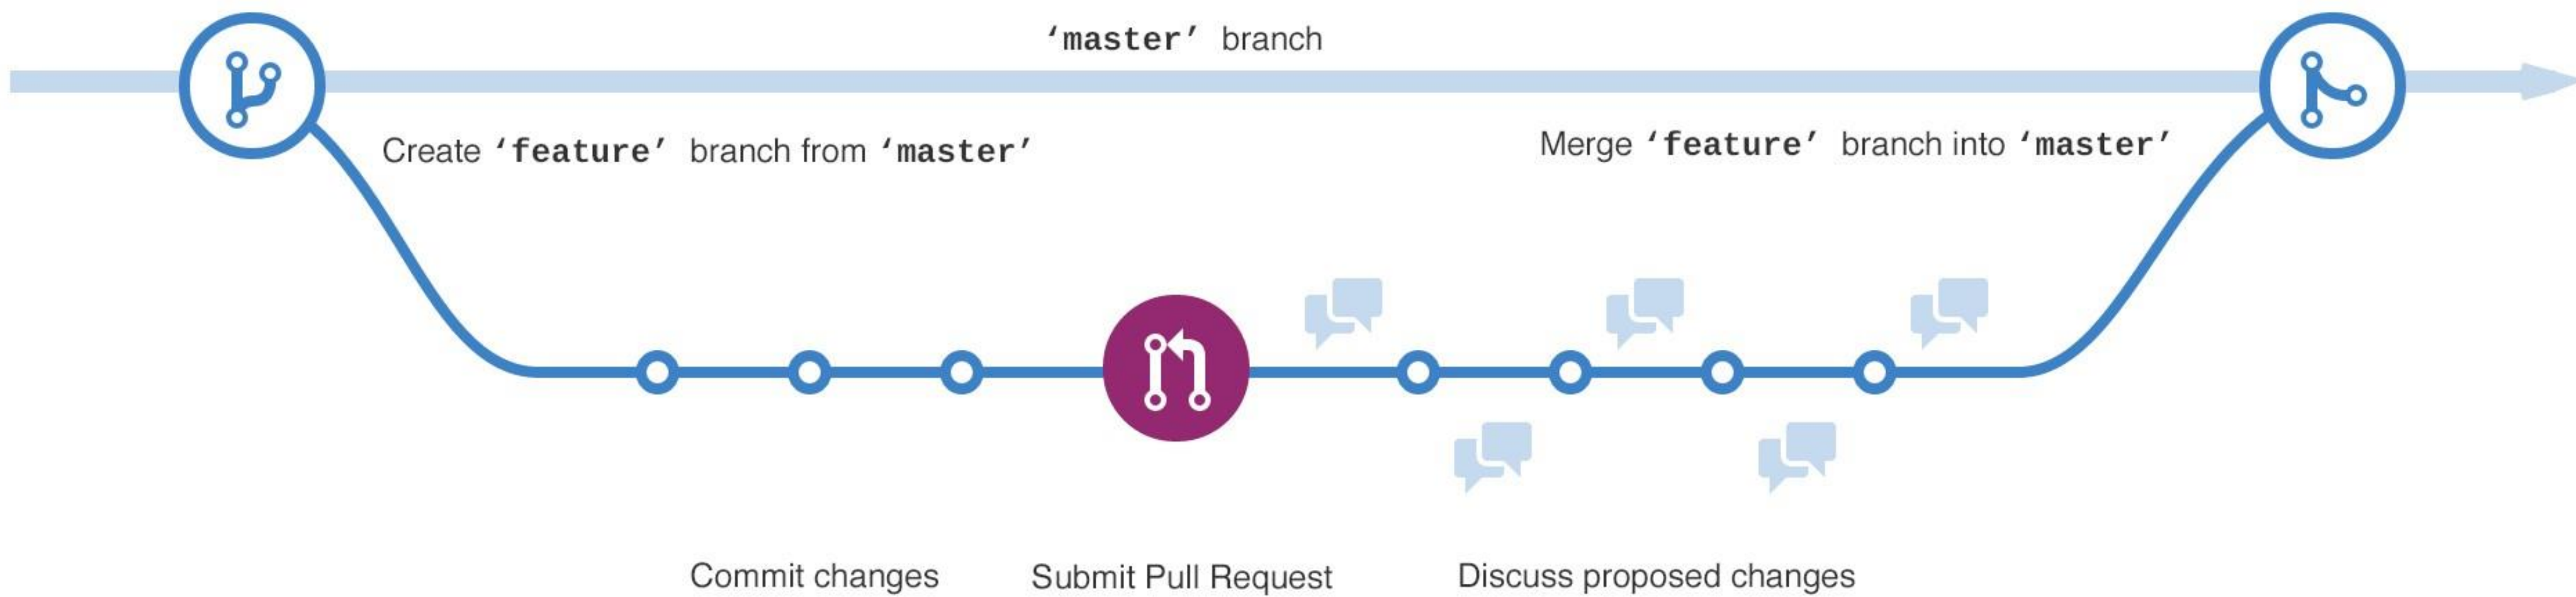 ‘master’ branch
Create ‘feature’ branch from ‘master’
Merge ‘feature’ branch into ‘master’
Commit changes
Submit Pull Request
Discuss proposed changes